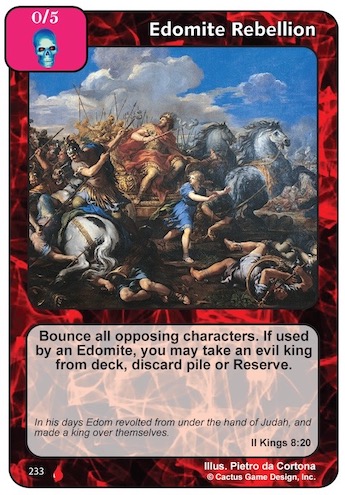 0/5
Edomite Rebellion
Bounce all opposing characters. If used
by an Edomite, you may take an evil king
from deck, discard pile or Reserve.
In his days Edom revolted from under the hand of Judah, and
made a king over themselves.
II Kings 8:20
Illus. Pietro da Cortona
233
© Cactus Game Design, Inc.